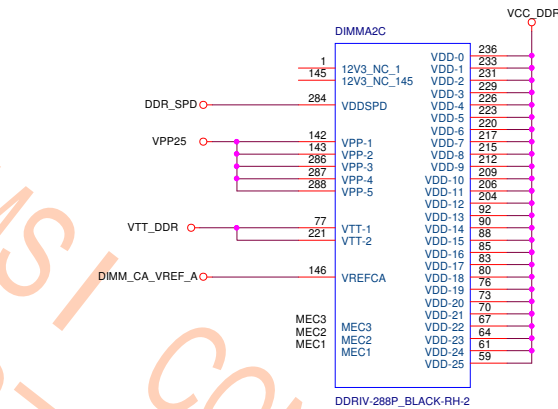 VCC_DDR
DIMMA2C
1 12V3_NC_1 VDD-0 236
145 12V3_NC_145 VDD-1 233
VDD-2 231
VDD-3 229
DDR_SPD 284 VDDSPD VDD-4 226
VDD-5 223
VDD-6 220
VPP25 142 VPP-1 VDD-7 217
143 VPP-2 VDD-8 215
286 VPP-3 VDD-9 212
287 VPP-4 VDD-10 209
288 VPP-5 VDD-11 206
VDD-12 204
VDD-13 92
VTT_DDR 77 VTT-1 VDD-14 90
221 VTT-2 VDD-15 88
VDD-16 85
VDD-17 83
DIMM_CA_VREF_A 146 VREFCA VDD-18 80
VDD-19 76
VDD-20 73
VDD-21 70
MEC3 MEC3 VDD-22 67
MEC2 MEC2 VDD-23 64
MEC1 MEC1 VDD-24 61
VDD-25 59
DDRIV-288P_BLACK-RH-2
MSI CO